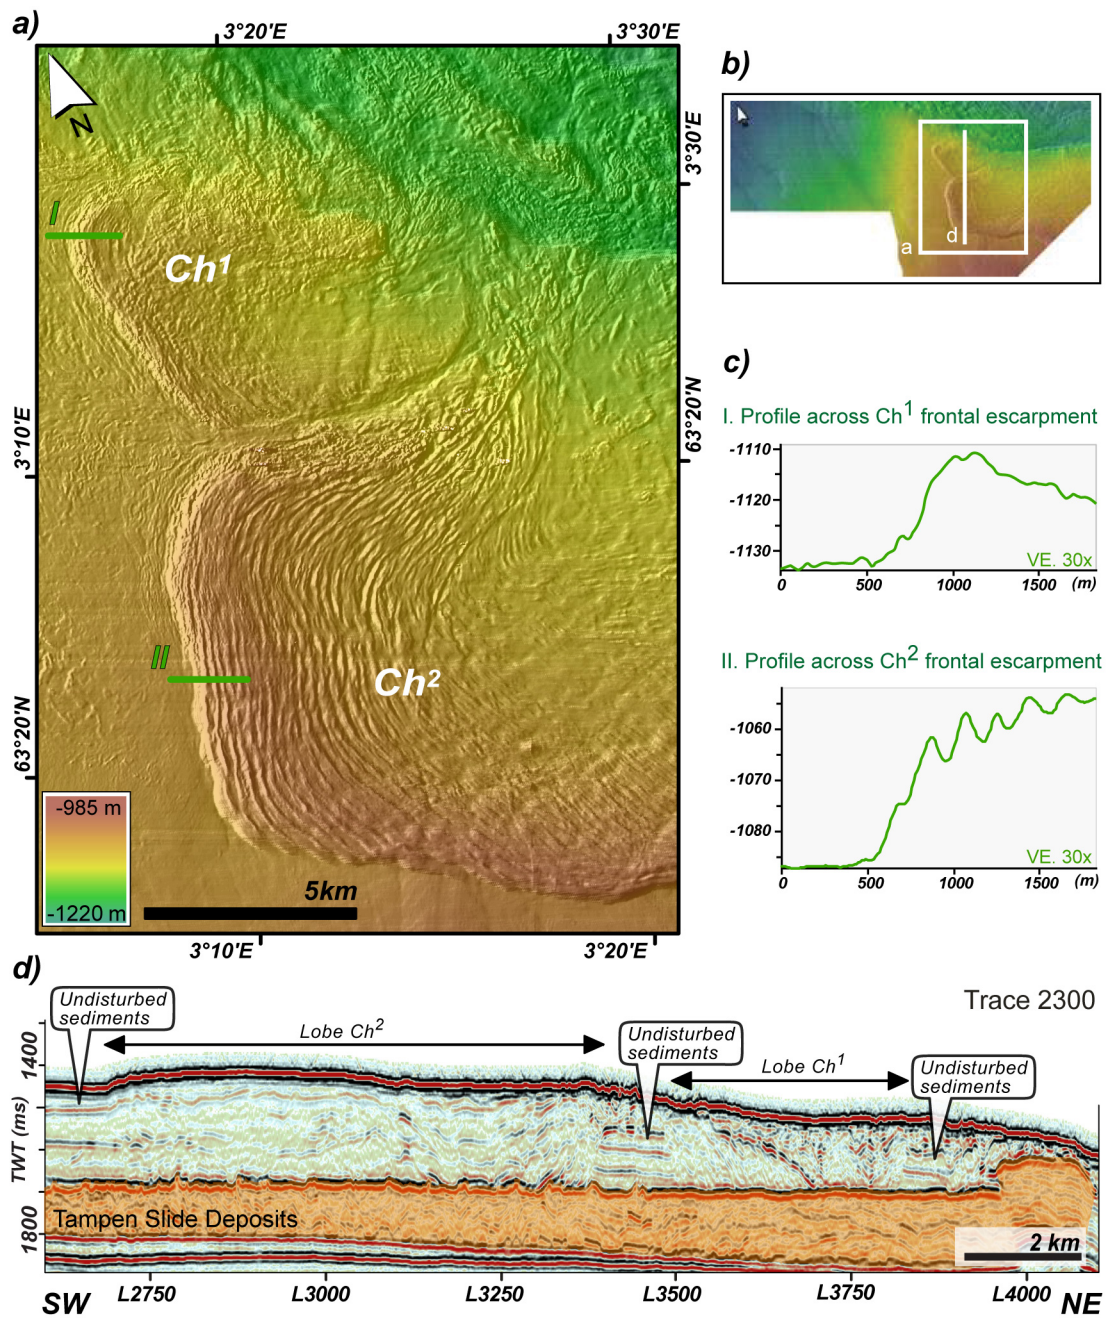 a)
3°20'E
3°30'E
N
I
Ch1
3°30'E
3°10'E
63°20'N
II
Ch2
63°20'N
-985 m
-1220 m
5km
3°10'E
3°20'E
b)
a
d
c)
I. Profile across Ch1 frontal escarpment
-1110
-1120
-1130
VE. 30x
0 500 1000 1500 (m)
II. Profile across Ch2 frontal escarpment
-1060
-1070
-1080
VE. 30x
0 500 1000 1500 (m)
d)
Trace 2300
Undisturbed
sediments
Lobe Ch2
Undisturbed
sediments
Lobe Ch1
Undisturbed
sediments
1400
TWT (ms)
1800
Tampen Slide Deposits
2 km
SW L2750 L3000 L3250 L3500 L3750 L4000 NE